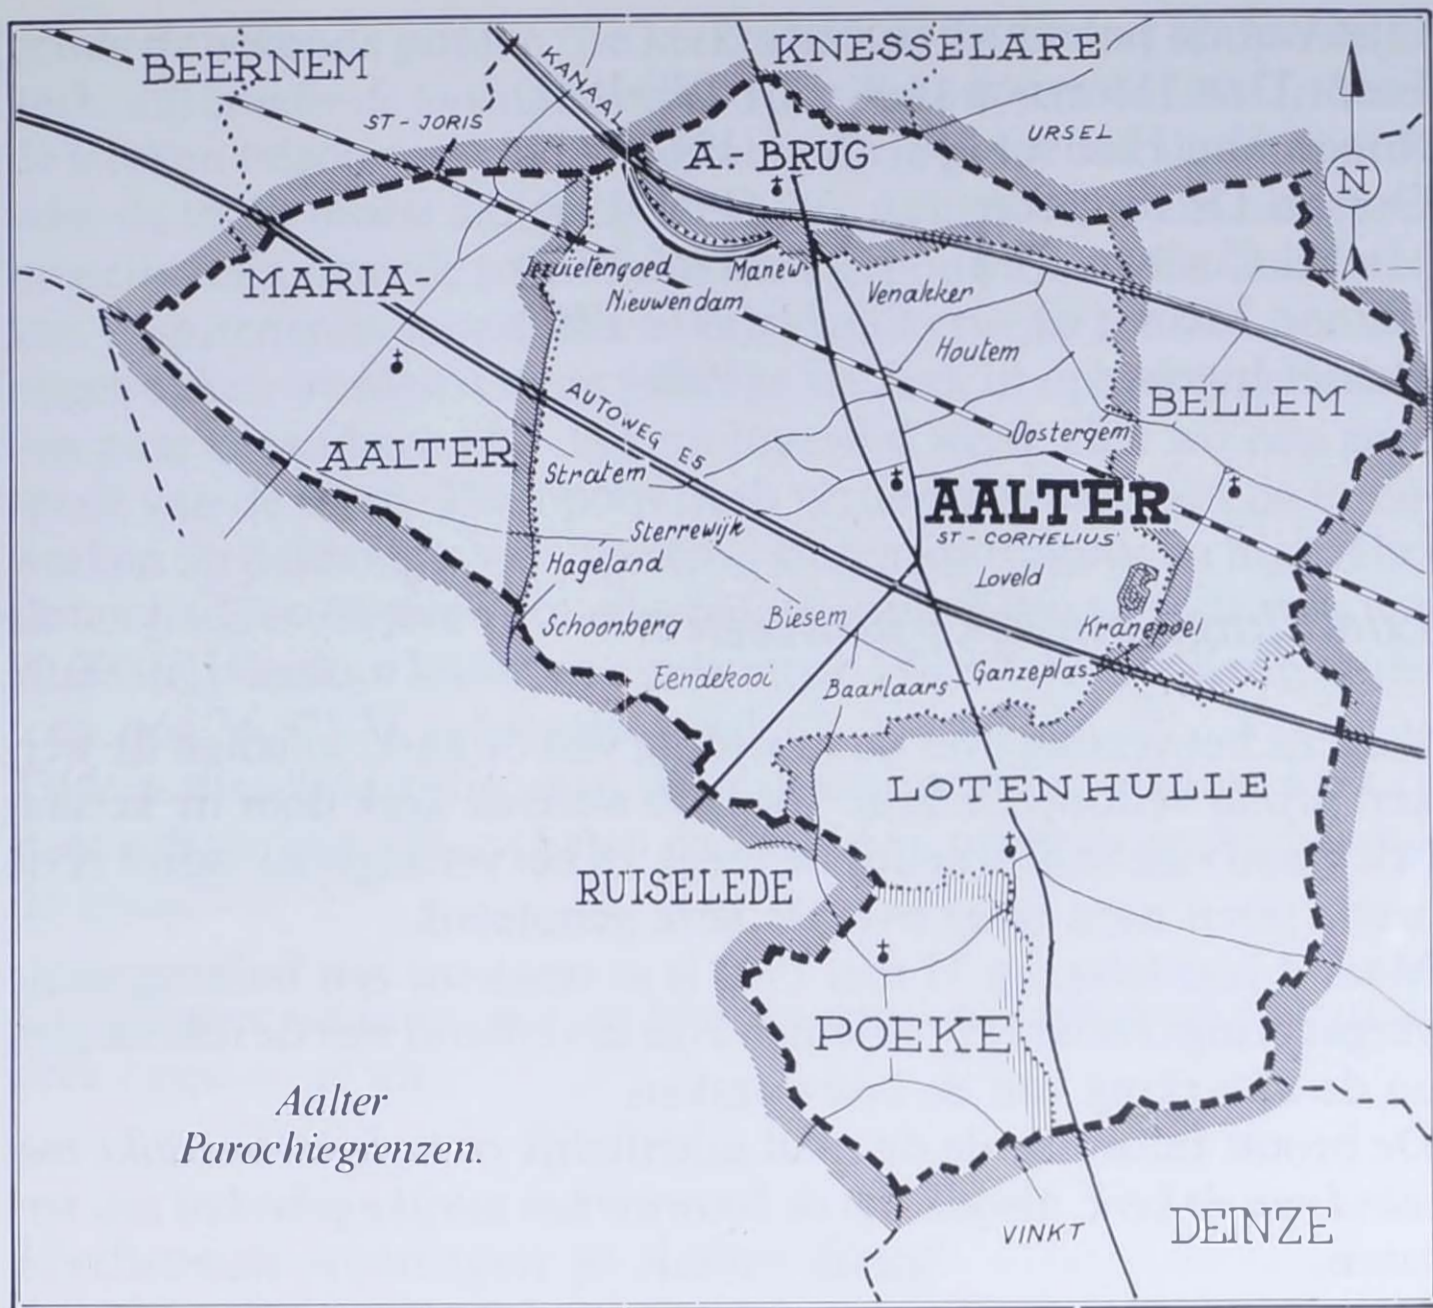 KNESSELARE
BEERNEM
KANAAL
ST-JORIS
URSEL
A.-BRUG
N
MARIA-
AALTER
Jezuïetengoed
Manew.
Nieuwendam
Venakker
Houtem
BELLEM
AUTOWEG E5
Oostergem
Stratem
AALTER
ST-CORNELIUS
Sterrewijk
Hageland
Loveld
Biesem
Schoonberg
Kranepoel
Eendekooi
Baarlaars
Ganzeplas
LOTENHULLE
RUISELEDE
POEKE
Aalter
Parochiegrenzen.
VINKT
DEINZE